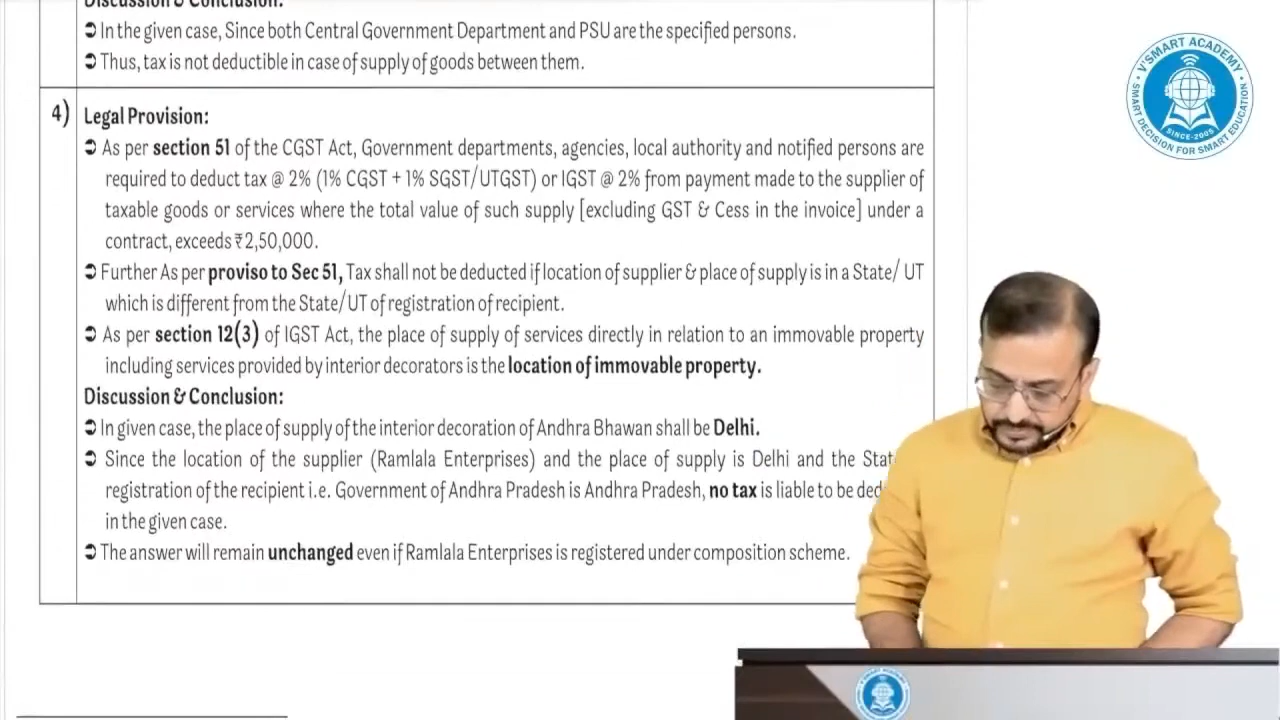 Discussion & Conclusion:
➲ In the given case, Since both Central Government Department and PSU are the specified persons.
➲ Thus, tax is not deductible in case of supply of goods between them.
4)
Legal Provision:
➲ As per section 51 of the CGST Act, Government departments, agencies, local authority and notified persons are
required to deduct tax @ 2% (1% CGST + 1% SGST/UTGST) or IGST @ 2% from payment made to the supplier of
taxable goods or services where the total value of such supply [excluding GST & Cess in the invoice] under a
contract, exceeds ₹2,50,000.
➲ Further As per proviso to Sec 51, Tax shall not be deducted if location of supplier & place of supply is in a State/ UT
which is different from the State/UT of registration of recipient.
➲ As per section 12(3) of IGST Act, the place of supply of services directly in relation to an immovable property
including services provided by interior decorators is the location of immovable property.
Discussion & Conclusion:
➲ In given case, the place of supply of the interior decoration of Andhra Bhawan shall be Delhi.
➲ Since the location of the supplier (Ramlala Enterprises) and the place of supply is Delhi and the Stat
registration of the recipient i.e. Government of Andhra Pradesh is Andhra Pradesh, no tax is liable to be ded
in the given case.
➲ The answer will remain unchanged even if Ramlala Enterprises is registered under composition scheme.
V'SMART ACADEMY
SINCE-2005
SMART DECISION FOR SMART EDUCATION